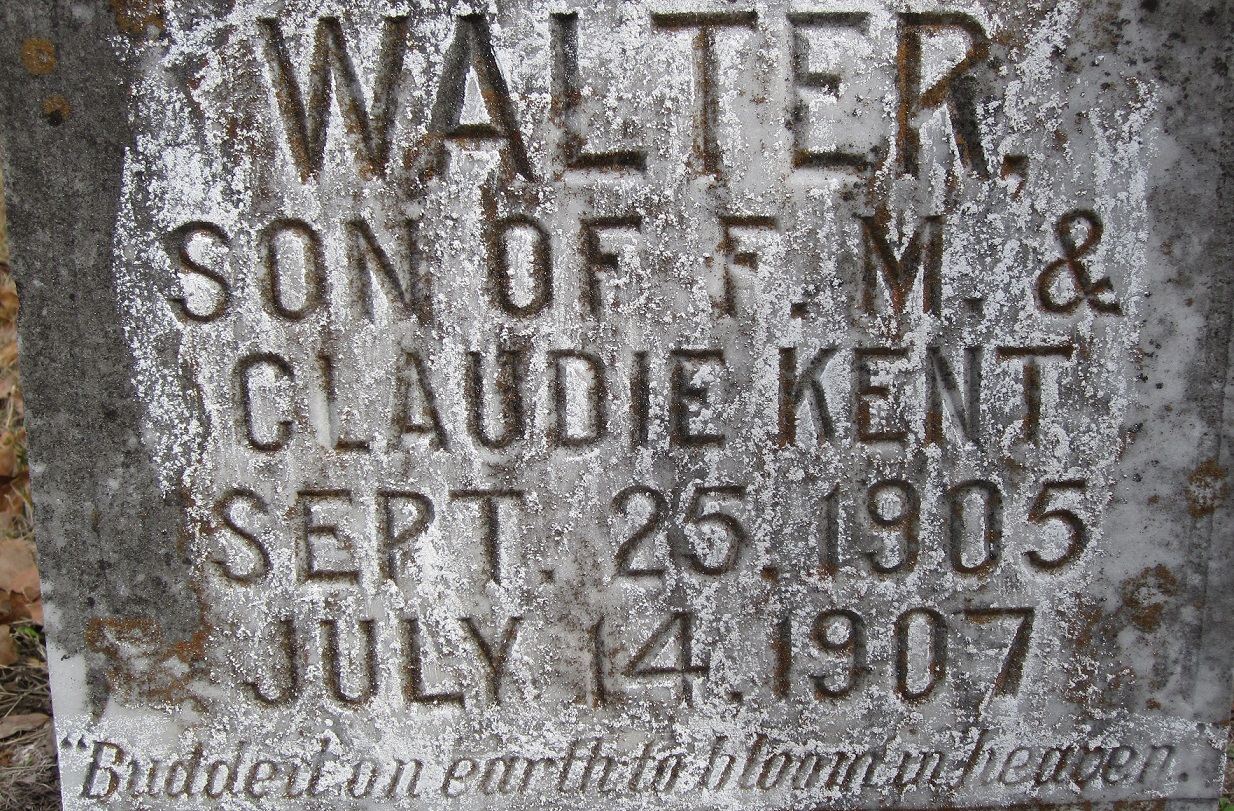 WALTER,
SON OF F. M. &
CLAUDIE KENT
SEPT. 25, 1905
JULY 14. 1907
"Budded on earth to bloom in heaven.